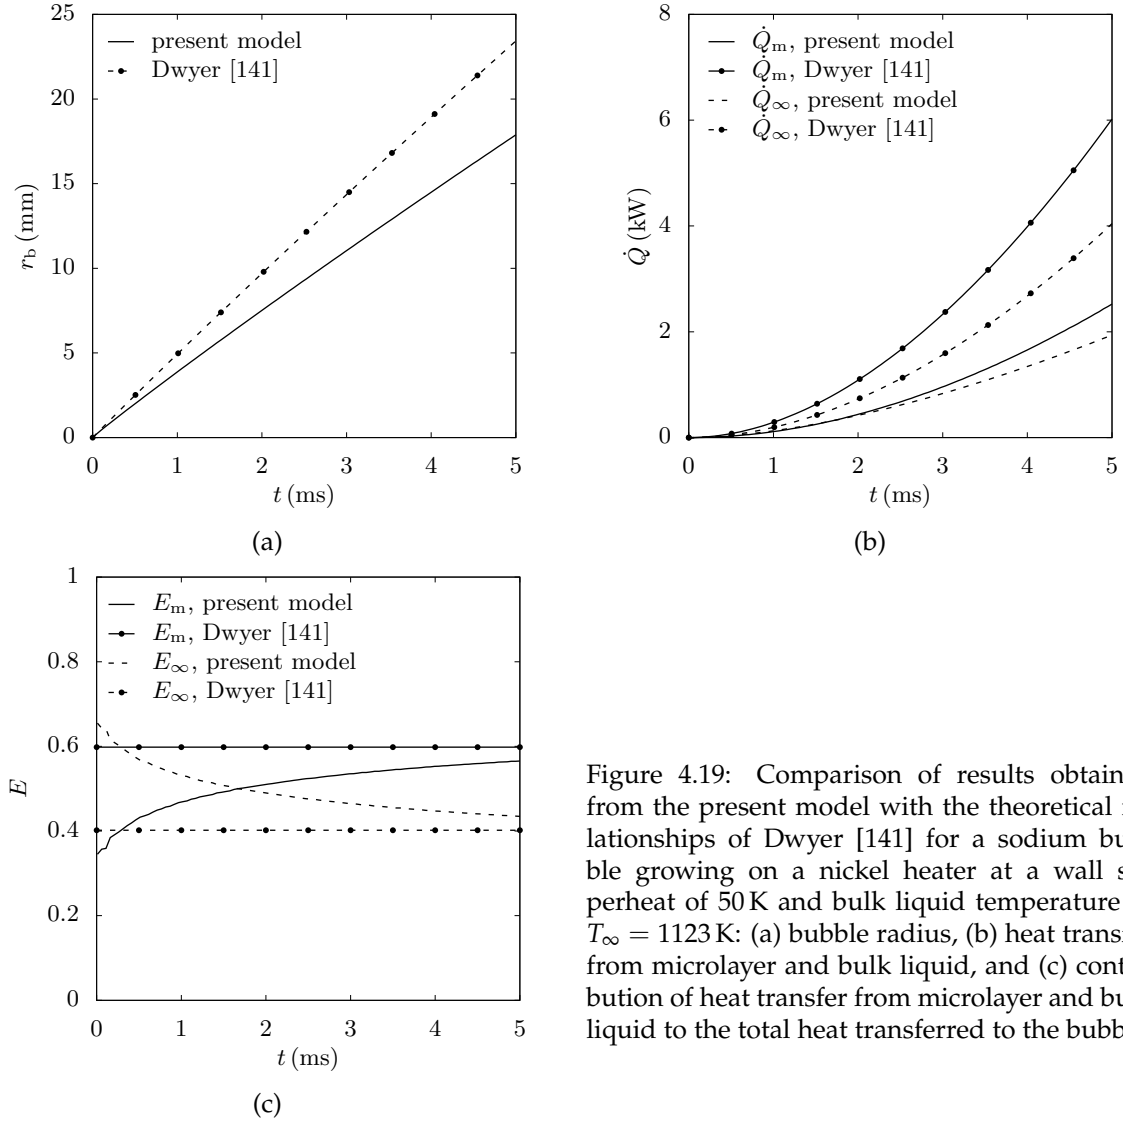 25
20
15
10
5
0
r_b (mm)
present model
Dwyer [141]
0 1 2 3 4 5
t (ms)
(a)
8
6
4
2
0
Q̇ (kW)
Q̇_m, present model
Q̇_m, Dwyer [141]
Q̇_∞, present model
Q̇_∞, Dwyer [141]
0 1 2 3 4 5
t (ms)
(b)
1
0.8
0.6
0.4
0.2
0
E
E_m, present model
E_m, Dwyer [141]
E_∞, present model
E_∞, Dwyer [141]
0 1 2 3 4 5
t (ms)
(c)
Figure 4.19: Comparison of results obtain
from the present model with the theoretical
lationships of Dwyer [141] for a sodium bu
ble growing on a nickel heater at a wall s
perheat of 50 K and bulk liquid temperature
T_∞ = 1123 K: (a) bubble radius, (b) heat trans
from microlayer and bulk liquid, and (c) cont
bution of heat transfer from microlayer and bu
liquid to the total heat transferred to the bubb